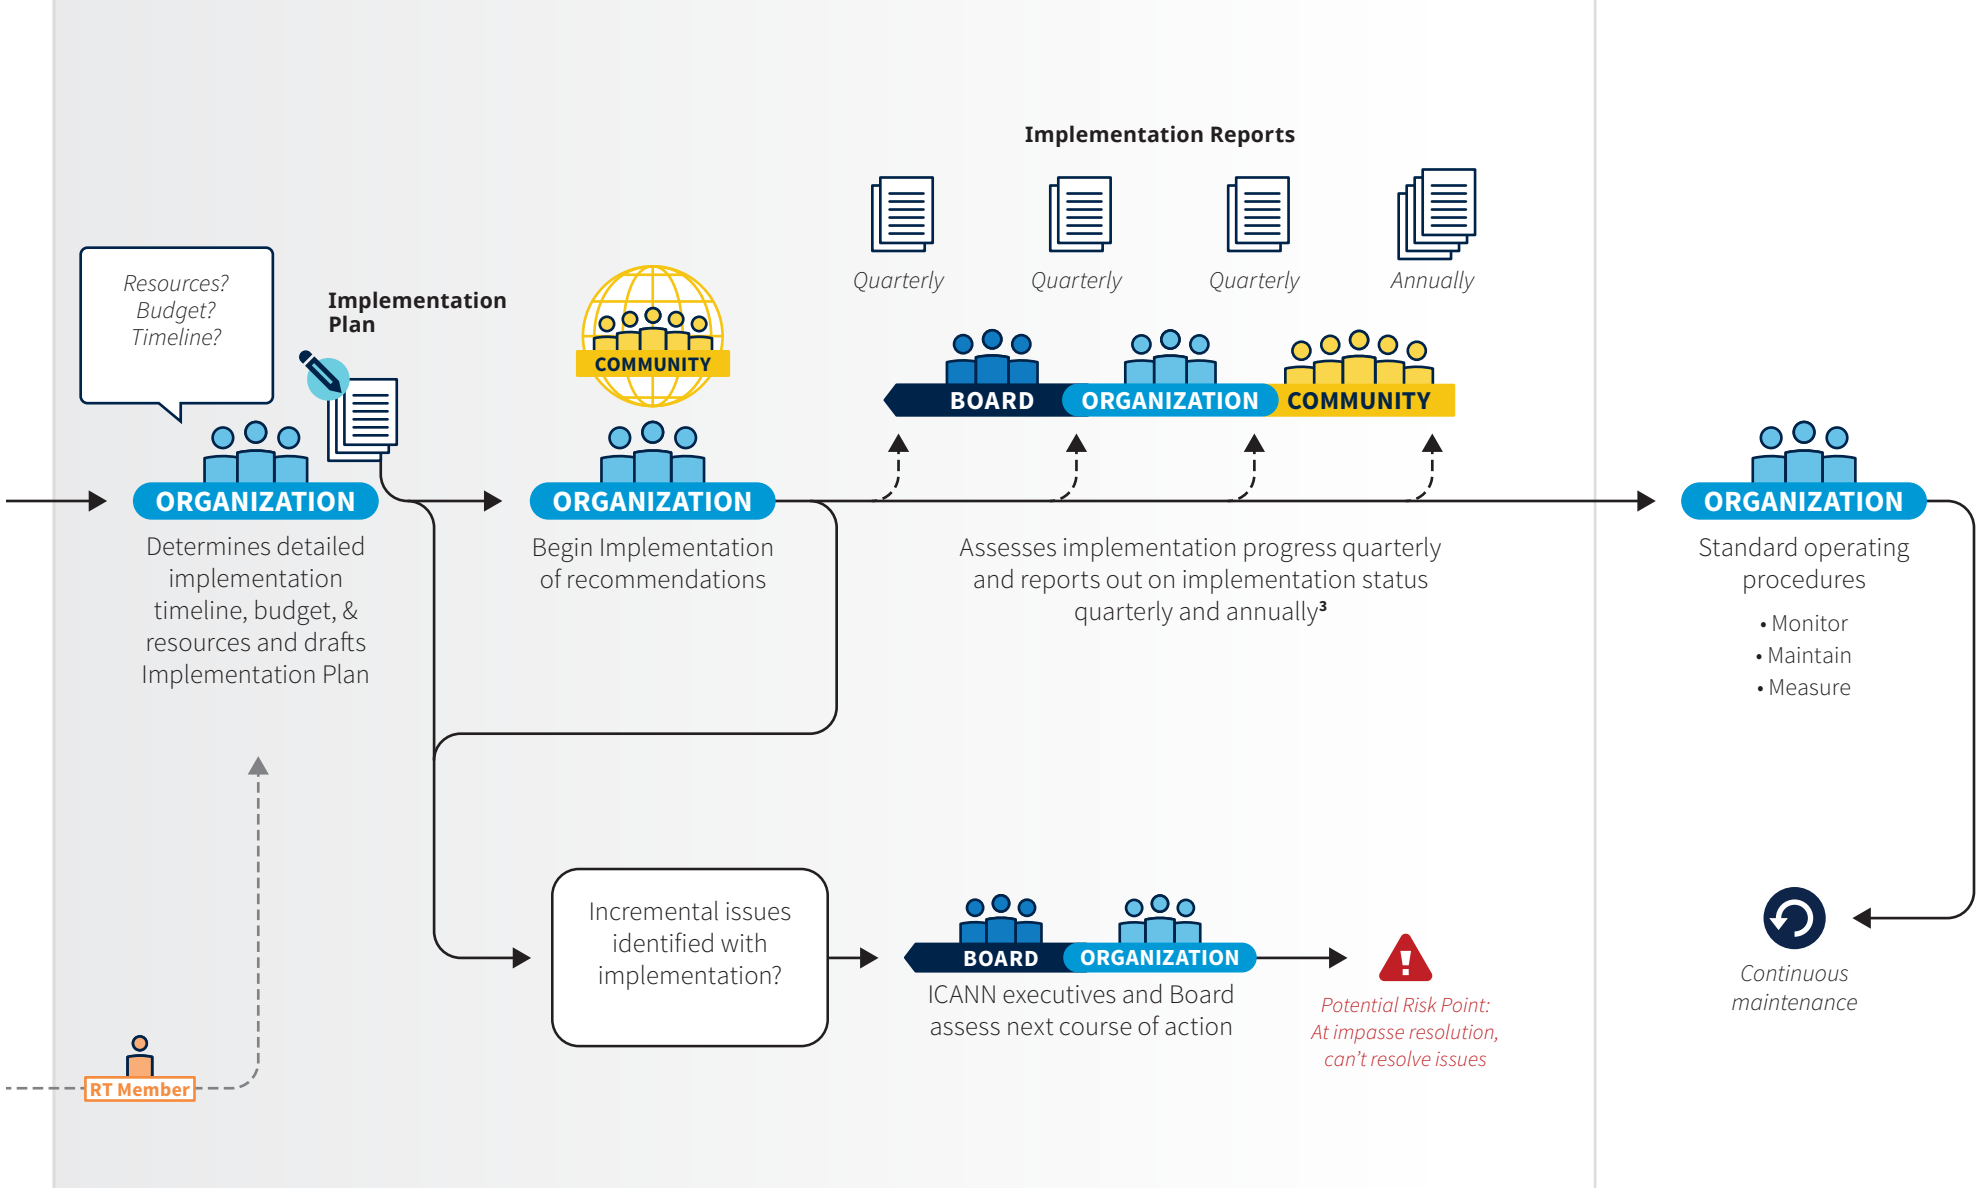 Implementation Reports
Quarterly
Quarterly
Quarterly
Annually
Resources?
Budget?
Timeline?
Implementation
Plan
COMMUNITY
BOARD
ORGANIZATION
COMMUNITY
ORGANIZATION
Determines detailed
implementation
timeline, budget, &
resources and drafts
Implementation Plan
ORGANIZATION
Begin Implementation
of recommendations
Assesses implementation progress quarterly
and reports out on implementation status
quarterly and annually³
ORGANIZATION
Standard operating
procedures
• Monitor
• Maintain
• Measure
Incremental issues
identified with
implementation?
BOARD
ORGANIZATION
ICANN executives and Board
assess next course of action
Potential Risk Point:
At impasse resolution,
can't resolve issues
Continuous
maintenance
RT Member